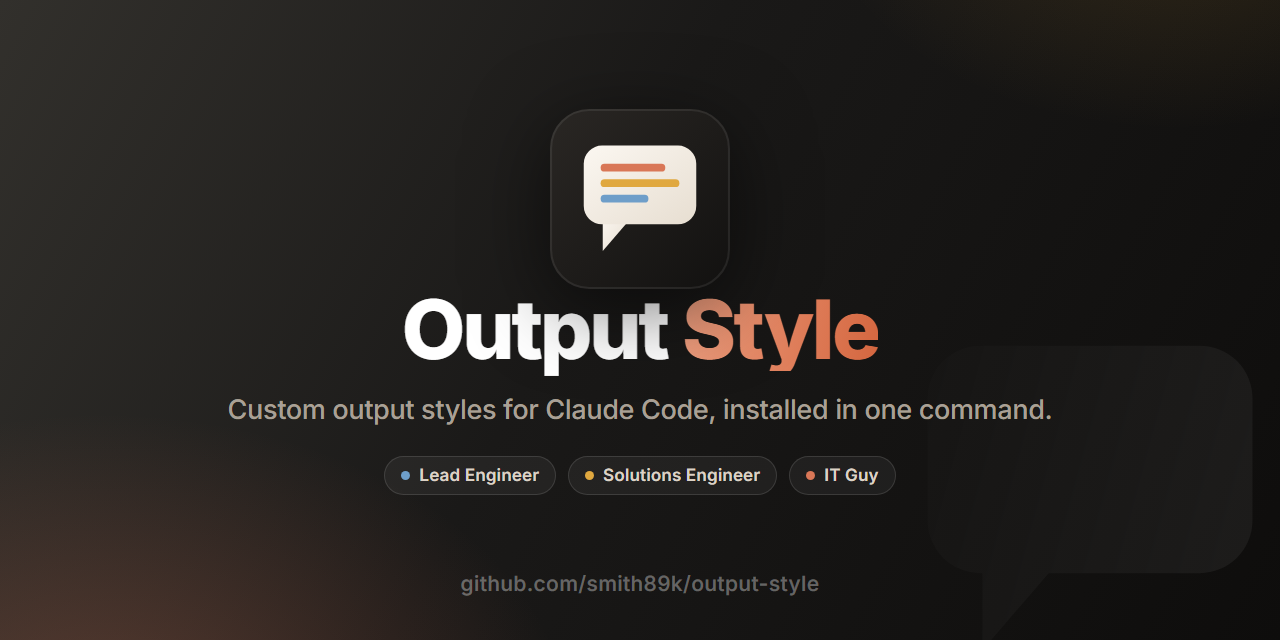 Output Style
Custom output styles for Claude Code, installed in one command.
Lead Engineer Solutions Engineer IT Guy
github.com/smith89k/output-style